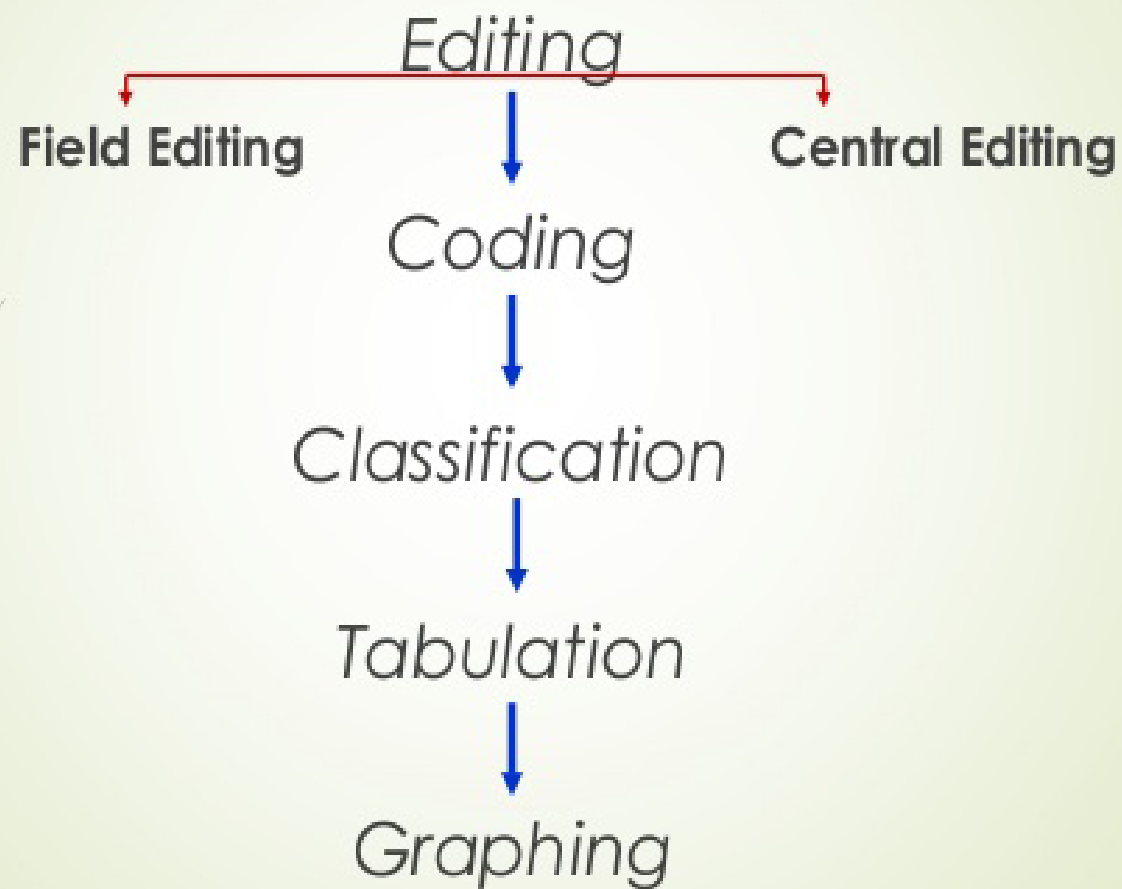 Editing
Field Editing
Central Editing
Coding
Classification
Tabulation
Graphing